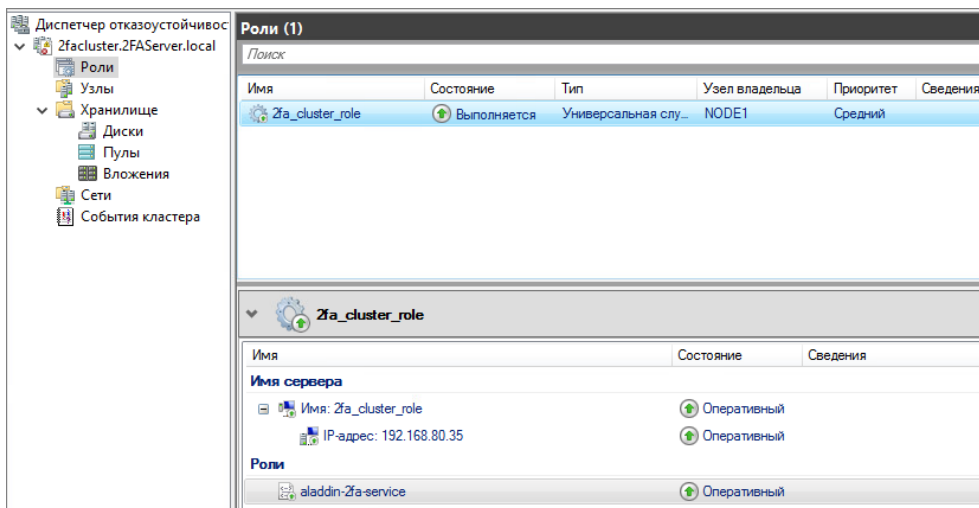 Диспетчер отказоустойчивос
2facluster.2FAServer.local
Роли
Узлы
Хранилище
Диски
Пулы
Вложения
Сети
События кластера
Роли (1)
Поиск
Имя Состояние Тип Узел владельца Приоритет Сведения
2fa_cluster_role Выполняется Универсальная слу... NODE1 Средний
2fa_cluster_role
Имя Состояние Сведения
Имя сервера
Имя: 2fa_cluster_role Оперативный
IP-адрес: 192.168.80.35 Оперативный
Роли
aladdin-2fa-service Оперативный